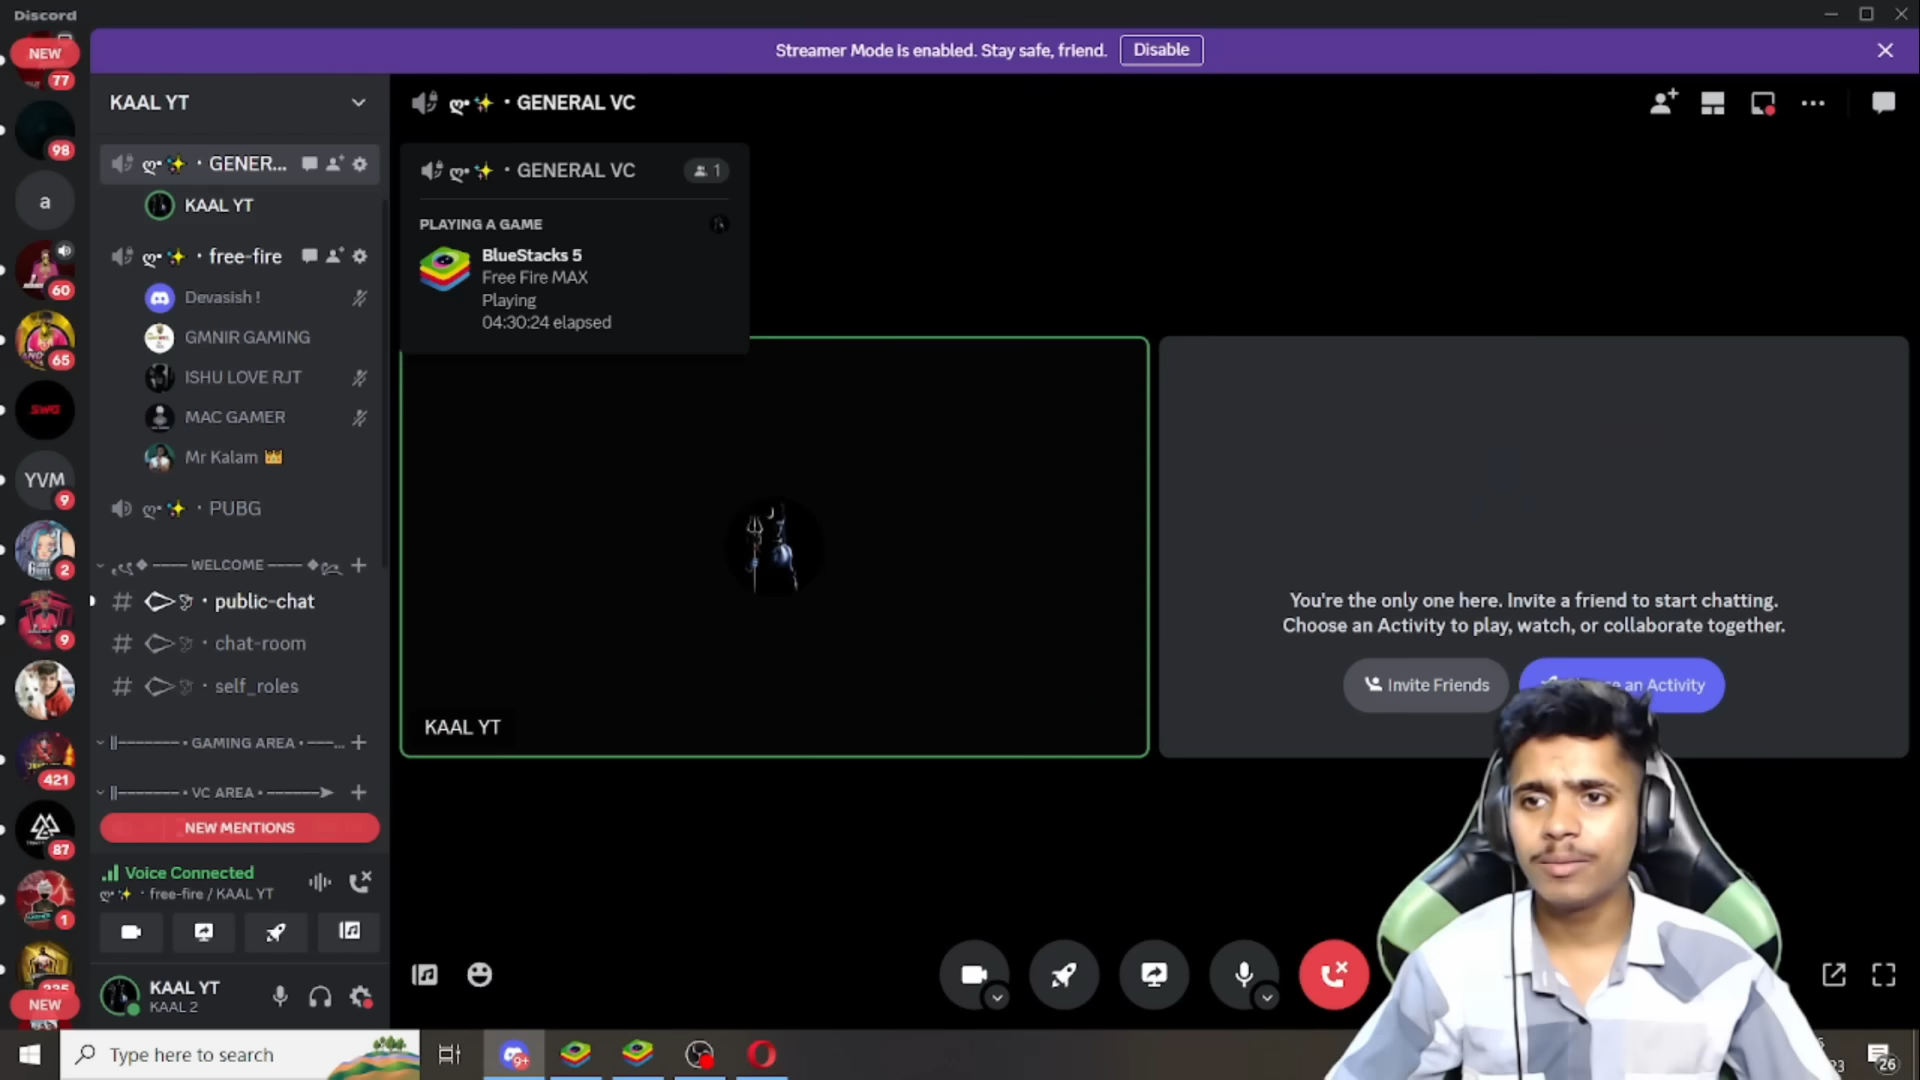 Discord
Streamer Mode is enabled. Stay safe, friend.
Disable
NEW
77
98
a
60
65
SWG
YVM
9
2
9
421
87
1
NEW
KAAL YT
GENER...
KAAL YT
free-fire
Devasish !
GMNIR GAMING
ISHU LOVE RJT
MAC GAMER
Mr Kalam 👑
PUBG
WELCOME
public-chat
chat-room
self_roles
GAMING AREA
VC AREA
NEW MENTIONS
Voice Connected
free-fire / KAAL YT
KAAL YT
KAAL 2
GENERAL VC
GENERAL VC
1
PLAYING A GAME
BlueStacks 5
Free Fire MAX
Playing
04:30:24 elapsed
KAAL YT
You're the only one here. Invite a friend to start chatting.
Choose an Activity to play, watch, or collaborate together.
Invite Friends
an Activity
Type here to search
9+
26